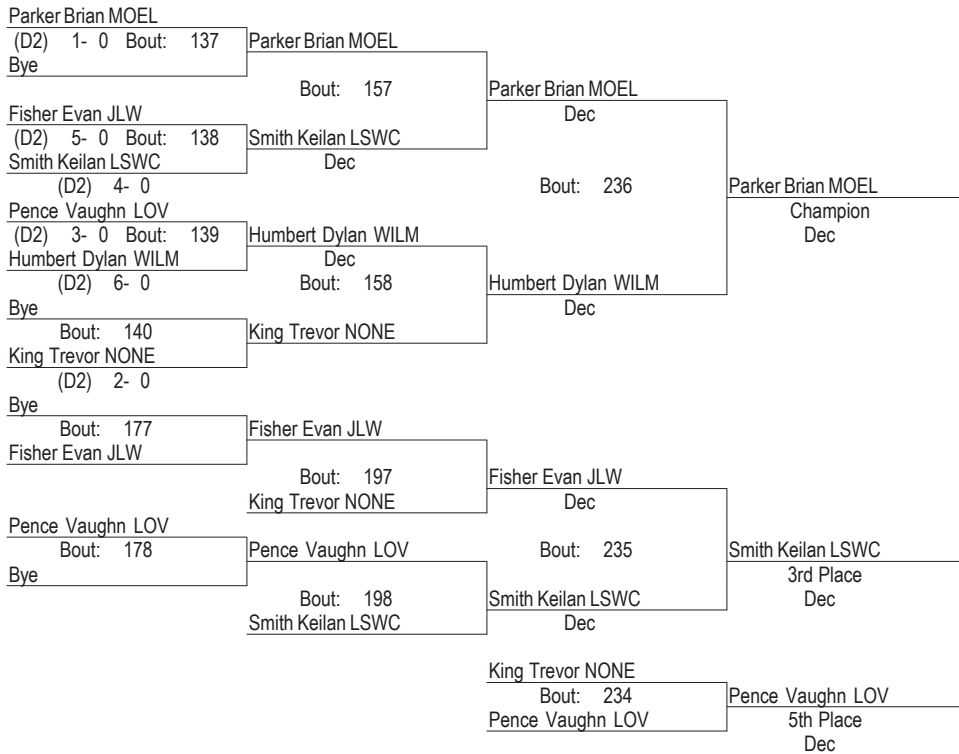 Parker Brian MOEL
(D2) 1- 0 Bout: 137 Parker Brian MOEL
Bye
Bout: 157 Parker Brian MOEL
Fisher Evan JLW Dec
(D2) 5- 0 Bout: 138 Smith Keilan LSWC
Smith Keilan LSWC Dec
(D2) 4- 0 Bout: 236 Parker Brian MOEL
Pence Vaughn LOV Champion
(D2) 3- 0 Bout: 139 Humbert Dylan WILM Dec
Humbert Dylan WILM Dec
(D2) 6- 0 Bout: 158 Humbert Dylan WILM
Bye Dec
Bout: 140 King Trevor NONE
King Trevor NONE
(D2) 2- 0
Bye
Bout: 177 Fisher Evan JLW
Fisher Evan JLW
Bout: 197 Fisher Evan JLW
King Trevor NONE Dec
Pence Vaughn LOV
Bout: 178 Pence Vaughn LOV Bout: 235 Smith Keilan LSWC
Bye 3rd Place
Bout: 198 Smith Keilan LSWC Dec
Smith Keilan LSWC Dec
King Trevor NONE
Bout: 234 Pence Vaughn LOV
Pence Vaughn LOV 5th Place
Dec